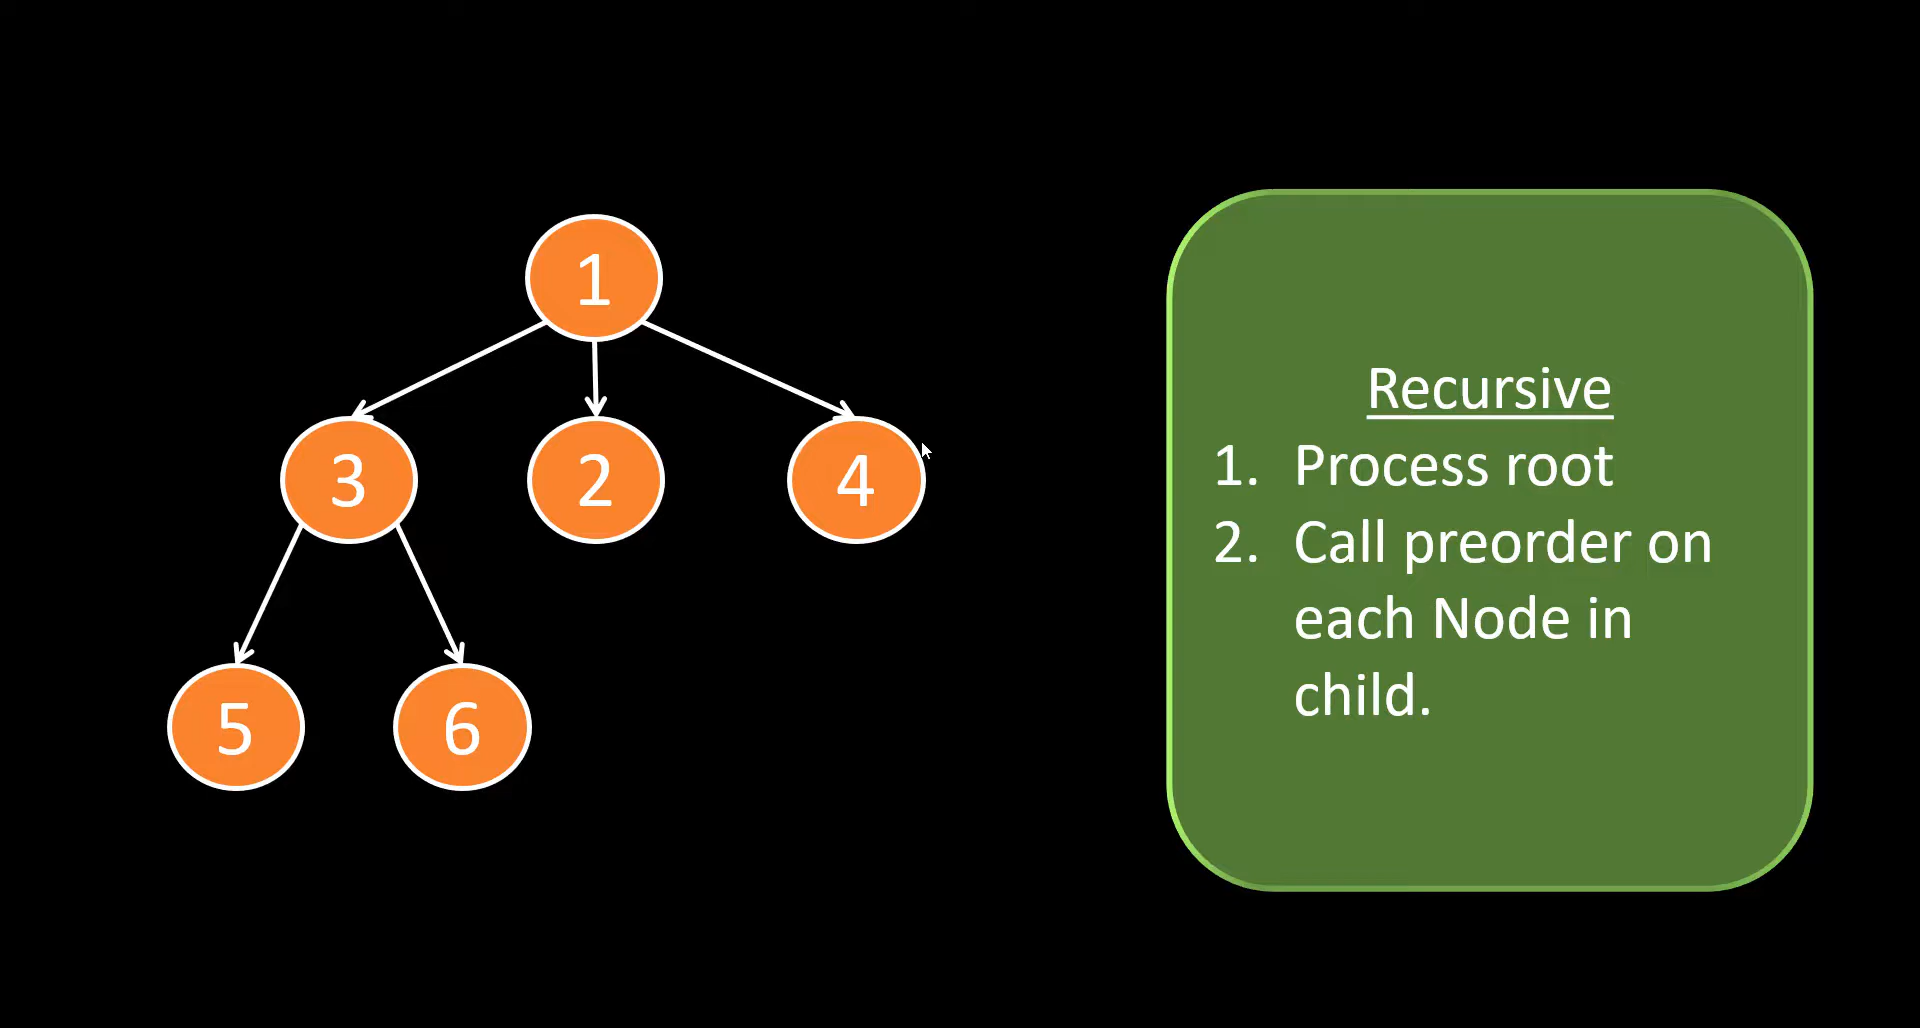 1
3
2
4
5
6
Recursive
1. Process root
2. Call preorder on
each Node in
child.